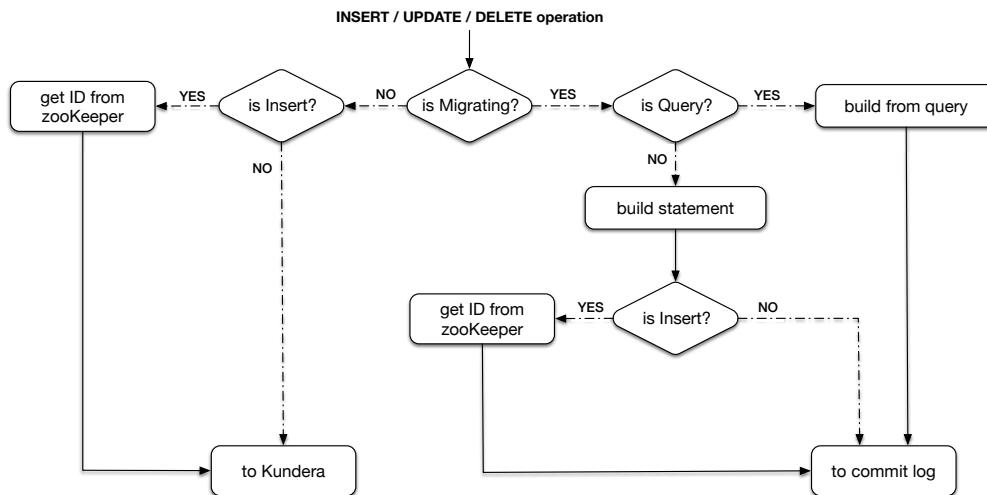 INSERT / UPDATE / DELETE operation
get ID from
zooKeeper
YES
is Insert?
NO
is Migrating?
YES
is Query?
YES
build from query
NO
NO
build statement
get ID from
zooKeeper
YES
is Insert?
NO
to Kundera
to commit log